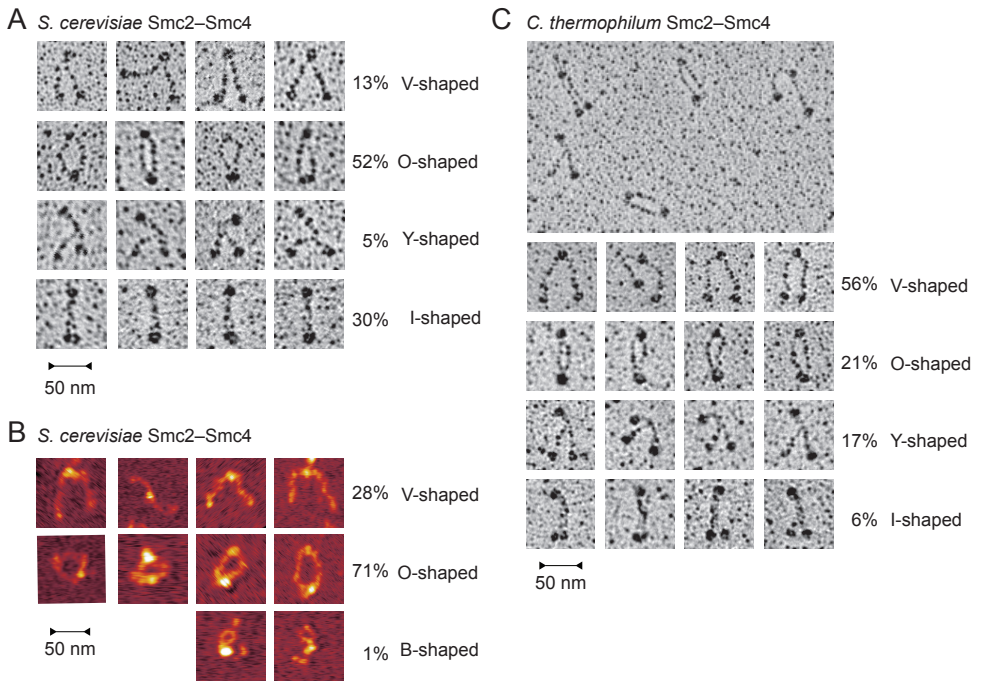 A S. cerevisiae Smc2–Smc4
13% V-shaped
52% O-shaped
5% Y-shaped
30% I-shaped
50 nm
B S. cerevisiae Smc2–Smc4
28% V-shaped
71% O-shaped
1% B-shaped
50 nm
C C. thermophilum Smc2–Smc4
56% V-shaped
21% O-shaped
17% Y-shaped
6% I-shaped
50 nm